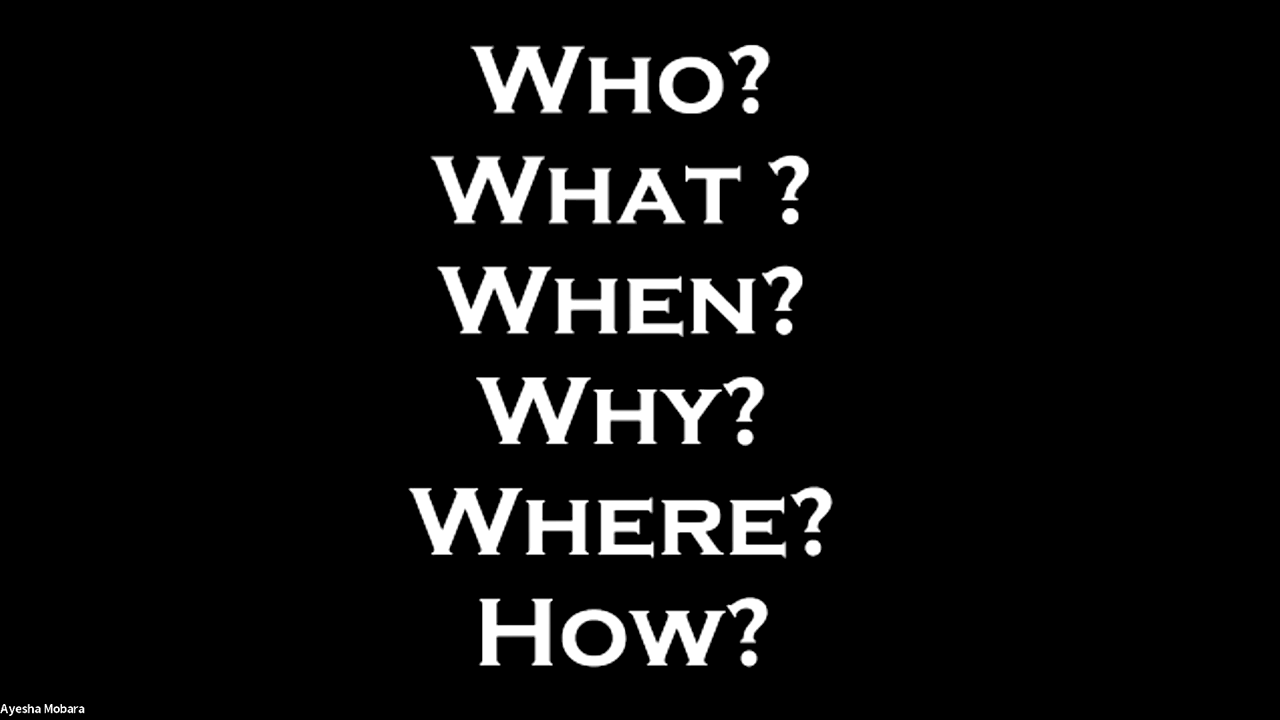 Who?
What ?
When?
Why?
Where?
How?
Ayesha Mobara